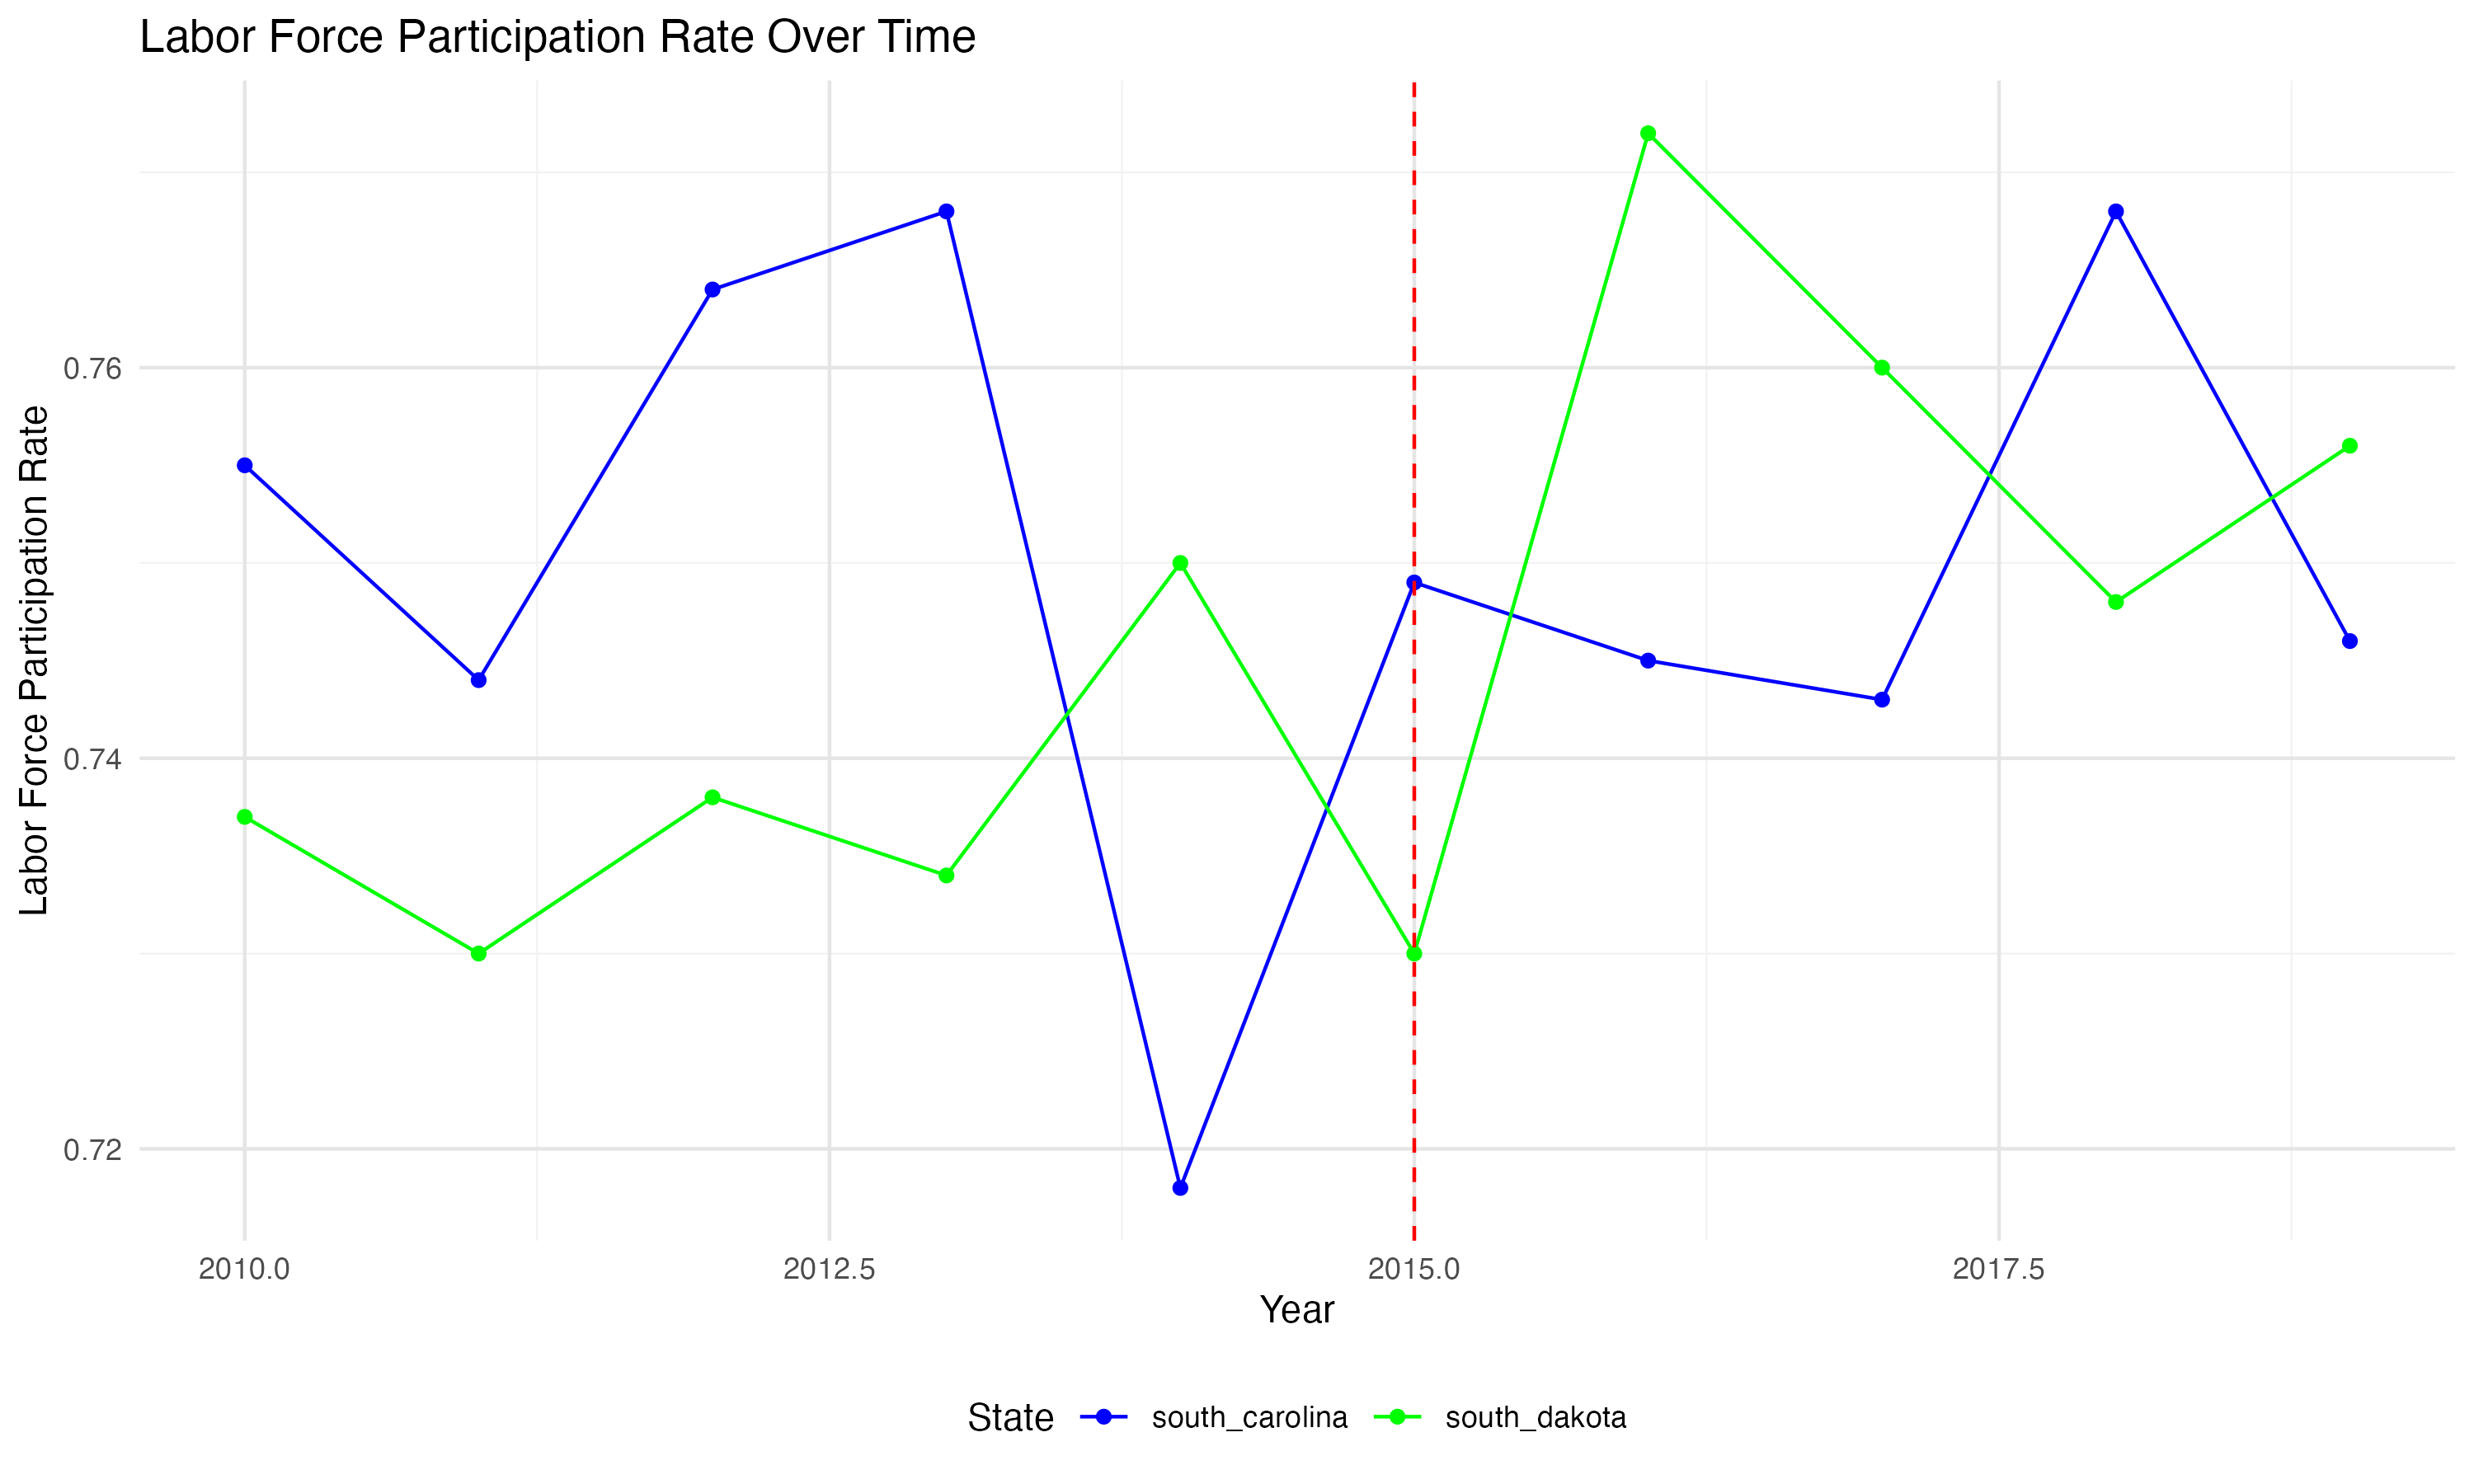 Labor Force Participation Rate Over Time
Labor Force Participation Rate
0.76
0.74
0.72
2010.0 2012.5 2015.0 2017.5
Year
State south_carolina south_dakota